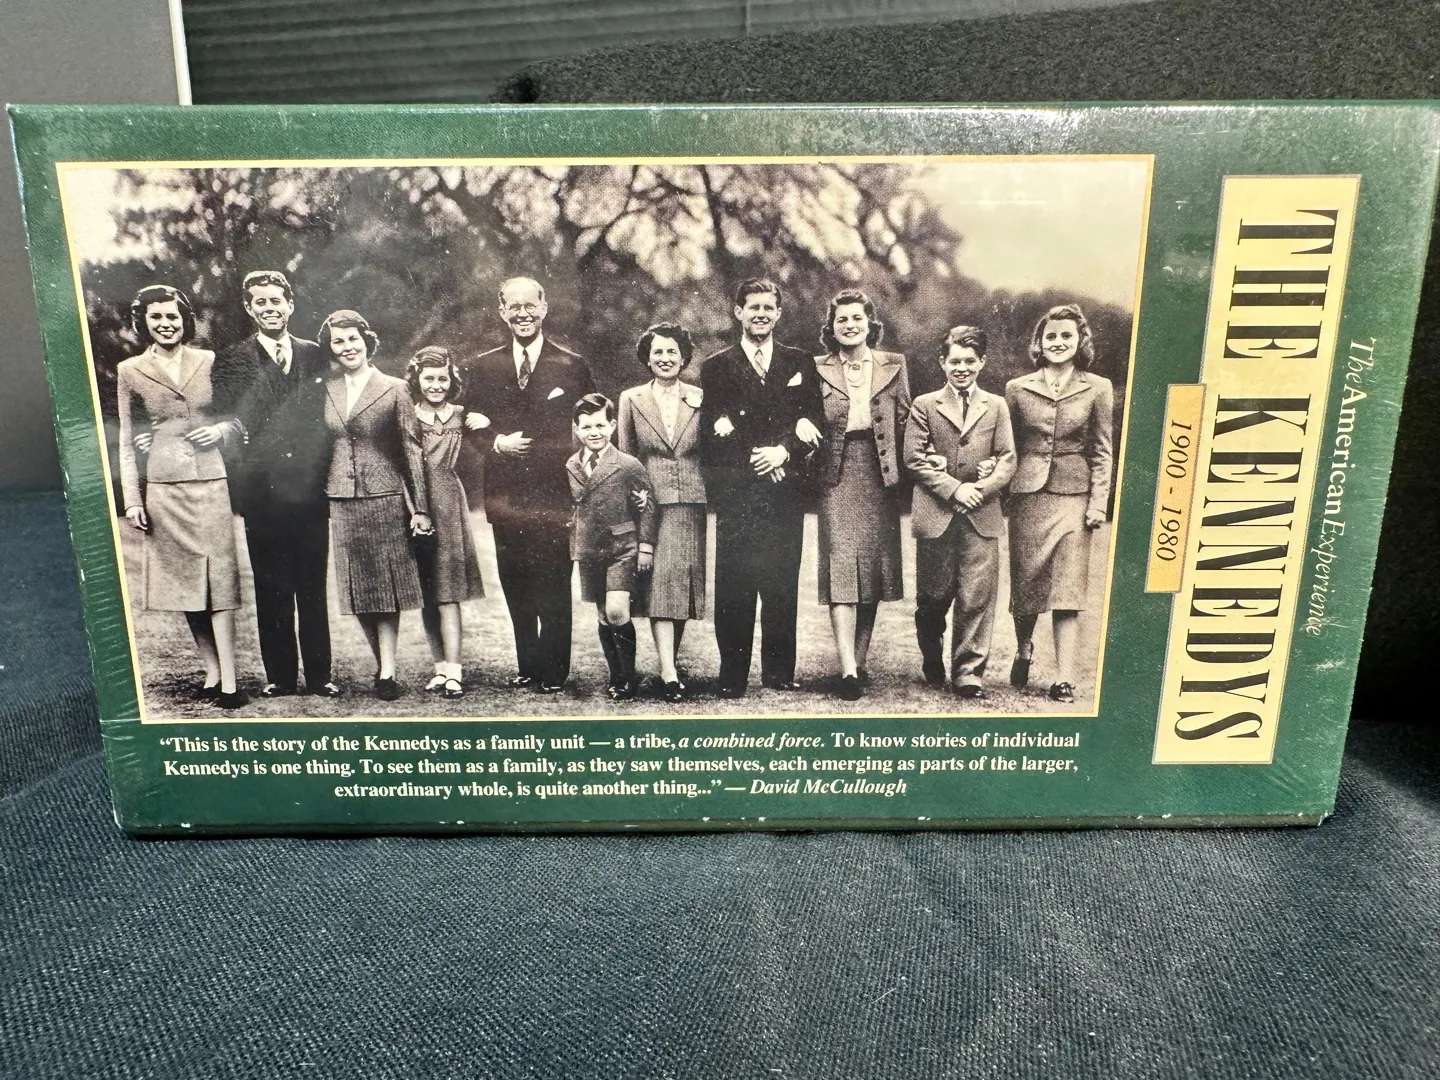 The American Experience
THE KENNEDYS
1900 - 1980
“This is the story of the Kennedys as a family unit — a tribe, a combined force. To know stories of individual
Kennedys is one thing. To see them as a family, as they saw themselves, each emerging as parts of the larger,
extraordinary whole, is quite another thing...” — David McCullough